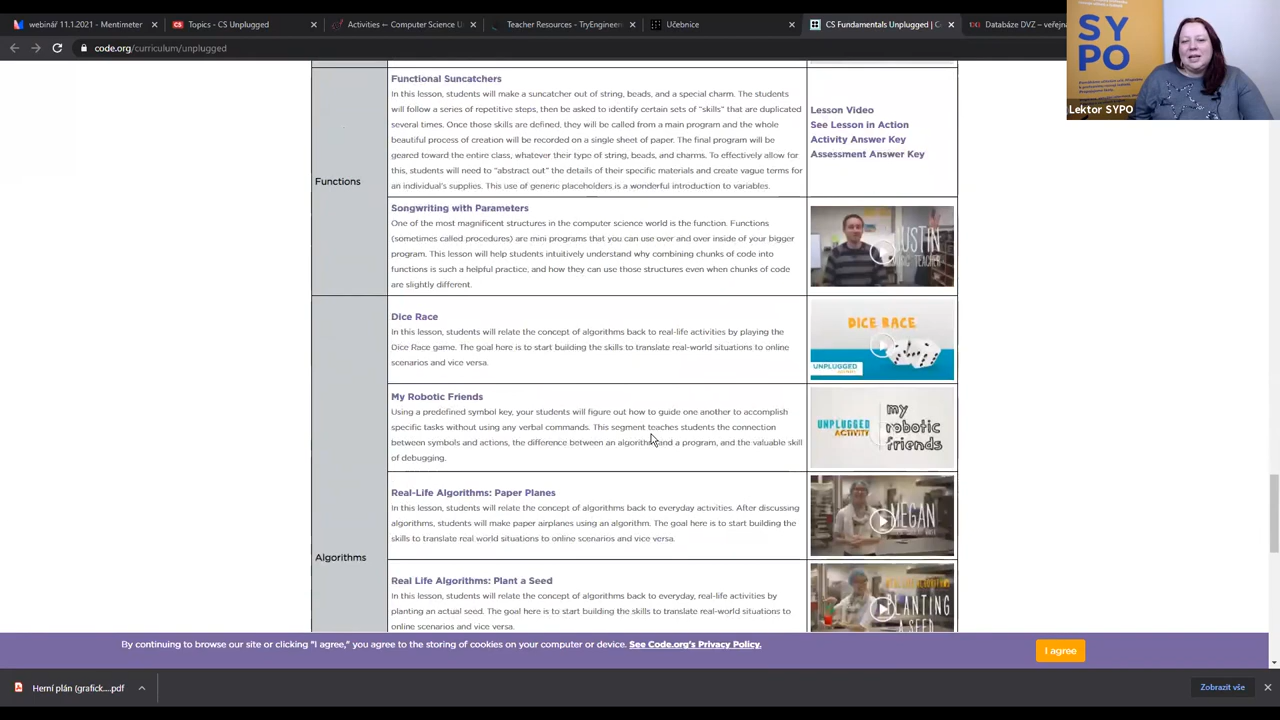 webinář 11.1.2021 - Mentimeter
Topics - CS Unplugged
Activities ← Computer Science U
Teacher Resources - TryEngineer
Učebnice
CS Fundamentals Unplugged | C
Databáze DVZ – veřejná
code.org/curriculum/unplugged
SY
PO
Lektor SYPO
Functional Suncatchers
In this lesson, students will make a suncatcher out of string, beads, and a special charm. The students
will follow a series of repetitive steps, then be asked to identify certain sets of "skills" that are duplicated
several times. Once those skills are defined, they will be called from a main program and the whole
beautiful process of creation will be recorded on a single sheet of paper. The final program will be
geared toward the entire class, whatever their type of string, beads, and charms. To effectively allow for
this, students will need to "abstract out" the details of their specific materials and create vague terms for
an individual's supplies. This use of generic placeholders is a wonderful introduction to variables.
Lesson Video
See Lesson in Action
Activity Answer Key
Assessment Answer Key
Functions
Songwriting with Parameters
One of the most magnificent structures in the computer science world is the function. Functions
(sometimes called procedures) are mini programs that you can use over and over inside of your bigger
program. This lesson will help students intuitively understand why combining chunks of code into
functions is such a helpful practice, and how they can use those structures even when chunks of code
are slightly different.
Dice Race
In this lesson, students will relate the concept of algorithms back to real-life activities by playing the
Dice Race game. The goal here is to start building the skills to translate real-world situations to online
scenarios and vice versa.
DICE RACE
UNPLUGGED
My Robotic Friends
Using a predefined symbol key, your students will figure out how to guide one another to accomplish
specific tasks without using any verbal commands. This segment teaches students the connection
between symbols and actions, the difference between an algorithm and a program, and the valuable skill
of debugging.
UNPLUGGED
ACTIVITY
my
robotic
friends
Real-Life Algorithms: Paper Planes
In this lesson, students will relate the concept of algorithms back to everyday activities. After discussing
algorithms, students will make paper airplanes using an algorithm. The goal here is to start building the
skills to translate real world situations to online scenarios and vice versa.
MEGAN
Algorithms
Real Life Algorithms: Plant a Seed
In this lesson, students will relate the concept of algorithms back to everyday, real-life activities by
planting an actual seed. The goal here is to start building the skills to translate real-world situations to
online scenarios and vice versa.
PLANTING
A SEED
By continuing to browse our site or clicking "I agree," you agree to the storing of cookies on your computer or device. See Code.org's Privacy Policy.
I agree
Herní plán (grafick....pdf
Zobrazit vše